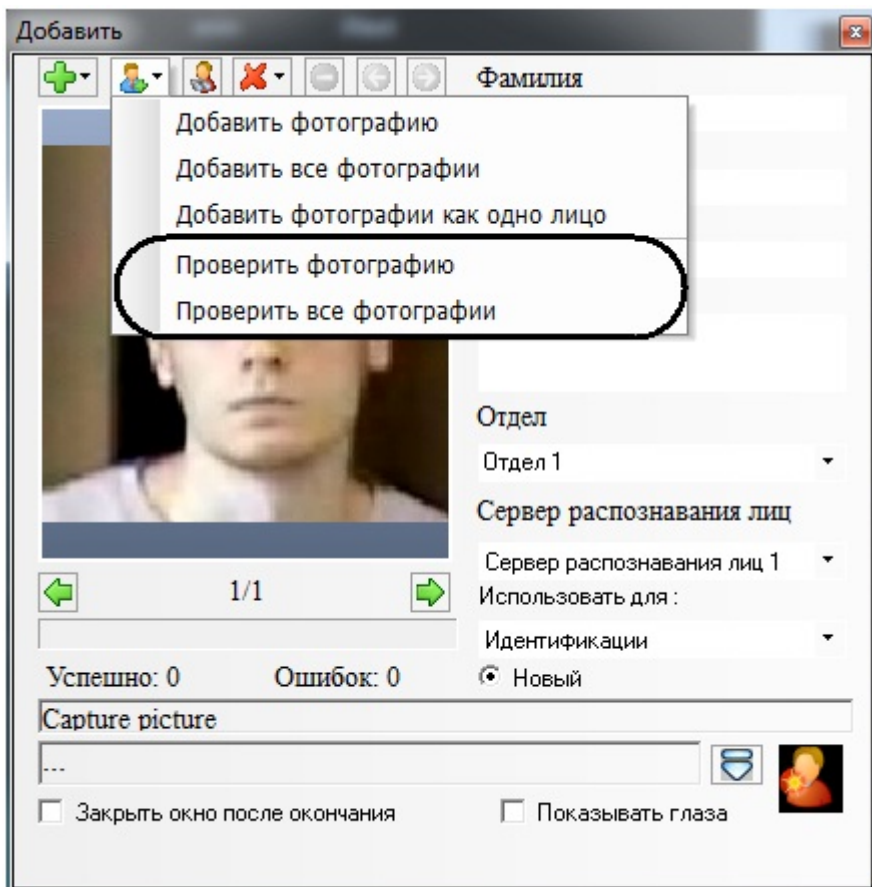 Добавить
Фамилия
Добавить фотографию
Добавить все фотографии
Добавить фотографии как одно лицо
Проверить фотографию
Проверить все фотографии
Отдел
Отдел 1
Сервер распознавания лиц
Сервер распознавания лиц 1
1/1
Использовать для :
Идентификации
Успешно: 0 Ошибок: 0
Новый
Capture picture
---
Закрыть окно после окончания
Показывать глаза